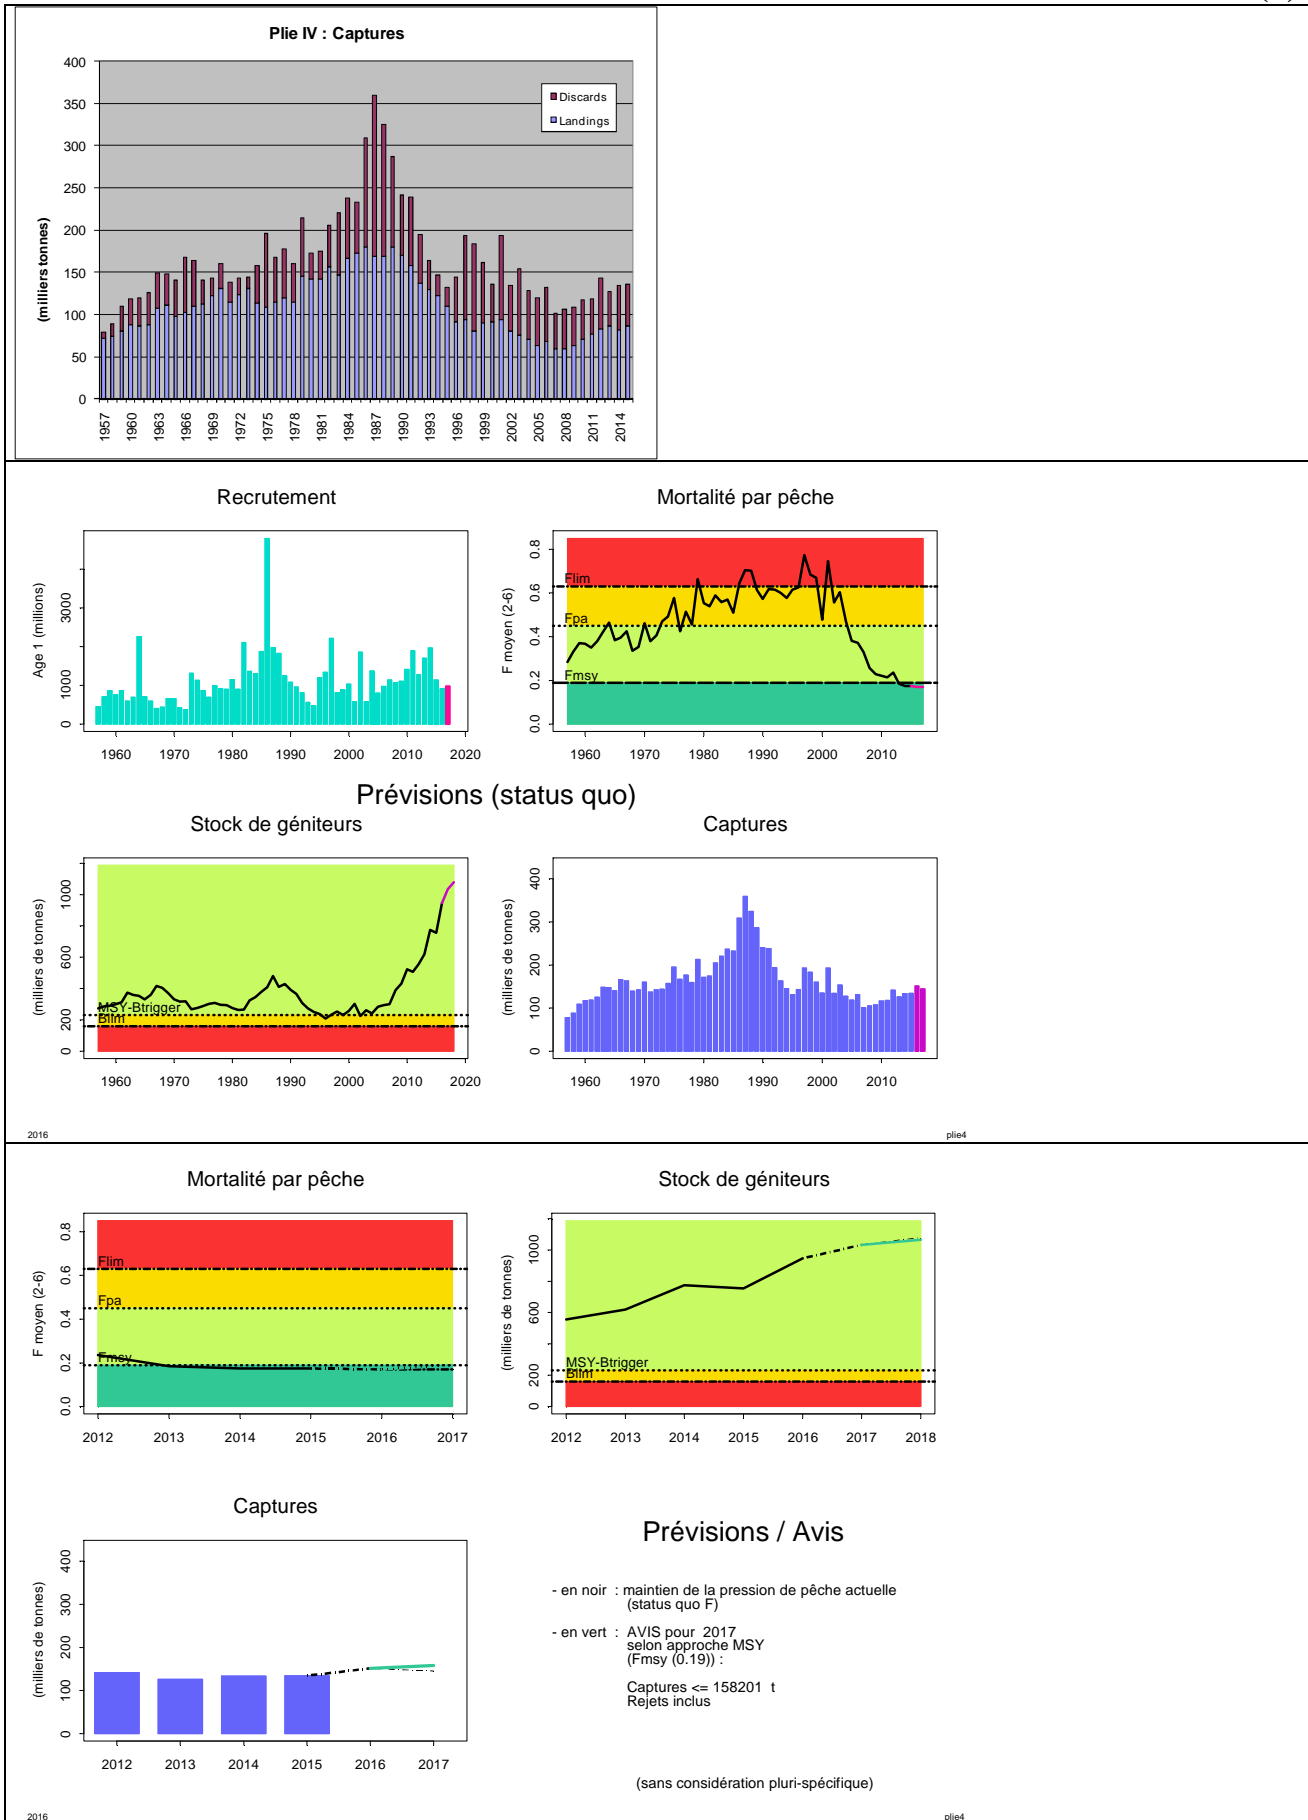 Plie IV : Captures
(milliers tonnes)
400
350
300
250
200
150
100
50
0
Discards
Landings
1957 1960 1963 1966 1969 1972 1975 1978 1981 1984 1987 1990 1993 1996 1999 2002 2005 2008 2011 2014
Recrutement
Age 1 (millions)
0 1000 3000
1960 1970 1980 1990 2000 2010 2020
Mortalité par pêche
F moyen (2-6)
0.0 0.2 0.4 0.6 0.8
Flim
Fpa
Fmsy
1960 1970 1980 1990 2000 2010
Prévisions (status quo)
Stock de géniteurs
(milliers de tonnes)
0 200 600 1000
MSY-Btrigger
Blim
1960 1970 1980 1990 2000 2010 2020
Captures
(milliers de tonnes)
0 100 200 300 400
1960 1970 1980 1990 2000 2010
2016
plie4
Mortalité par pêche
F moyen (2-6)
0.0 0.2 0.4 0.6 0.8
Flim
Fpa
Fmsy
2012 2013 2014 2015 2016 2017
Stock de géniteurs
(milliers de tonnes)
0 200 600 1000
MSY-Btrigger
Blim
2012 2013 2014 2015 2016 2017 2018
Captures
(milliers de tonnes)
0 100 200 300 400
2012 2013 2014 2015 2016 2017
Prévisions / Avis
- en noir : maintien de la pression de pêche actuelle
(status quo F)
- en vert : AVIS pour 2017
selon approche MSY
(Fmsy (0.19)) :
Captures <= 158201 t
Rejets inclus
(sans considération pluri-spécifique)
2016
plie4